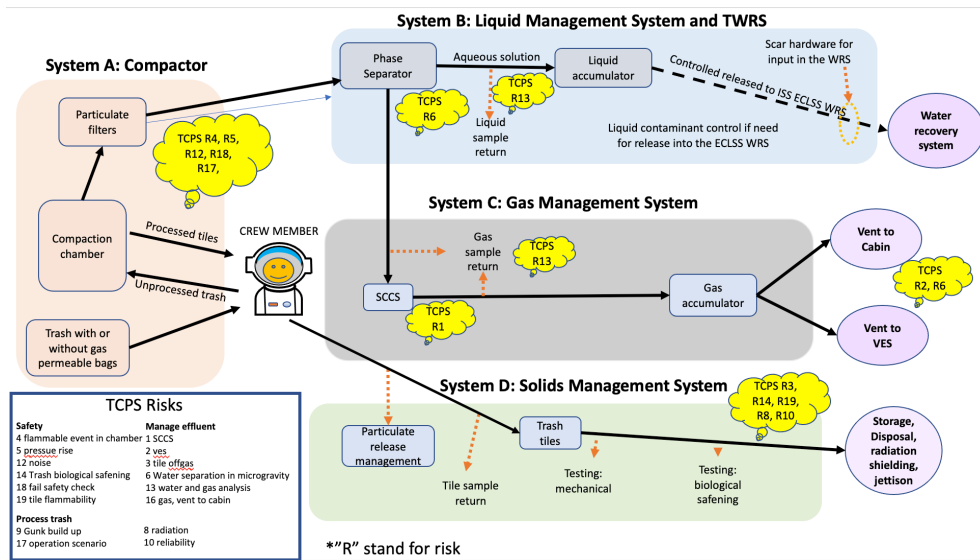 System B: Liquid Management System and TWRS
System A: Compactor
Particulate
filters
TCPS R4, R5,
R12, R18,
R17,
Compaction
chamber
Processed tiles
Unprocessed trash
CREW MEMBER
Trash with or
without gas
permeable bags
Phase
Separator
Aqueous solution
Liquid
accumulator
TCPS
R6
TCPS
R13
Liquid
sample
return
Controlled released to ISS ECLSS WRS
Scar hardware for
input in the WRS
Liquid contaminant control if need
for release into the ECLSS WRS
Water
recovery
system
System C: Gas Management System
Gas
sample
return
TCPS
R13
SCCS
TCPS
R1
Gas
accumulator
Vent to
Cabin
TCPS
R2, R6
Vent to
VES
System D: Solids Management System
TCPS R3,
R14, R19,
R8, R10
Particulate release
management
Trash
tiles
Tile sample
return
Testing:
mechanical
Testing:
biological
safening
Storage,
Disposal,
radiation
shielding,
jettison
TCPS Risks
Safety
4 flammable event in chamber
5 pressue rise
12 noise
14 Trash biological safening
18 fail safety check
19 tile flammability
Manage effluent
1 SCCS
2 ves
3 tile offgas
6 Water separation in microgravity
13 water and gas analysis
16 gas, vent to cabin
Process trash
9 Gunk build up
17 operation scenario
8 radiation
10 reliability
*”R” stand for risk